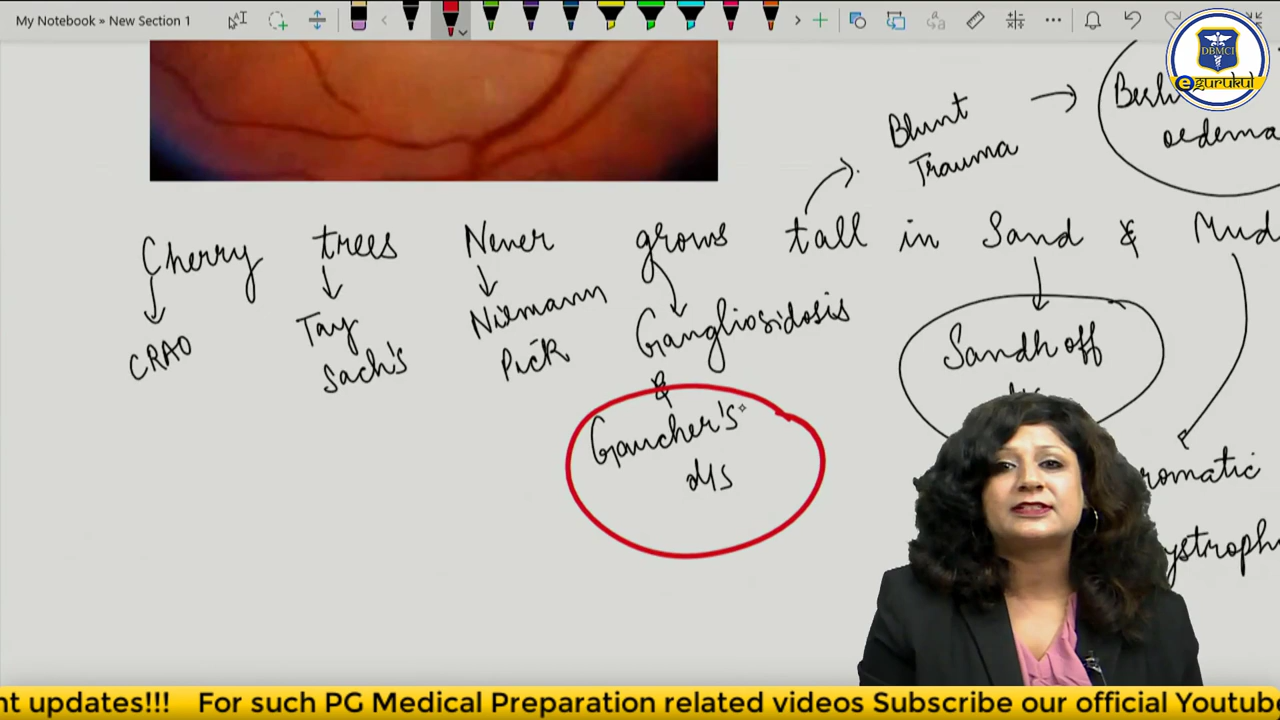 My Notebook » New Section 1
DBMCI
egurukul
Blunt
Trauma
oedema
Cherry trees Never grows tall in Sand & Mud
CRAO
Tay
Sach's
Niemann
Pick
Gangliosidosis
&
Gaucher's
d/s
Sandhoff
romatic
ystroph
nt updates!!! For such PG Medical Preparation related videos Subscribe our official Youtub